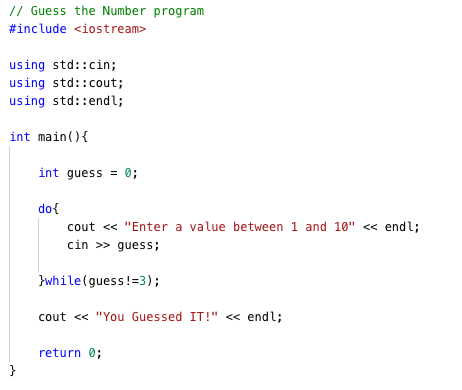 // Guess the Number program
#include <iostream>
using std::cin;
using std::cout;
using std::endl;
int main(){
int guess = 0;
do{
cout << "Enter a value between 1 and 10" << endl;
cin >> guess;
}while(guess!=3);
cout << "You Guessed IT!" << endl;
return 0;
}